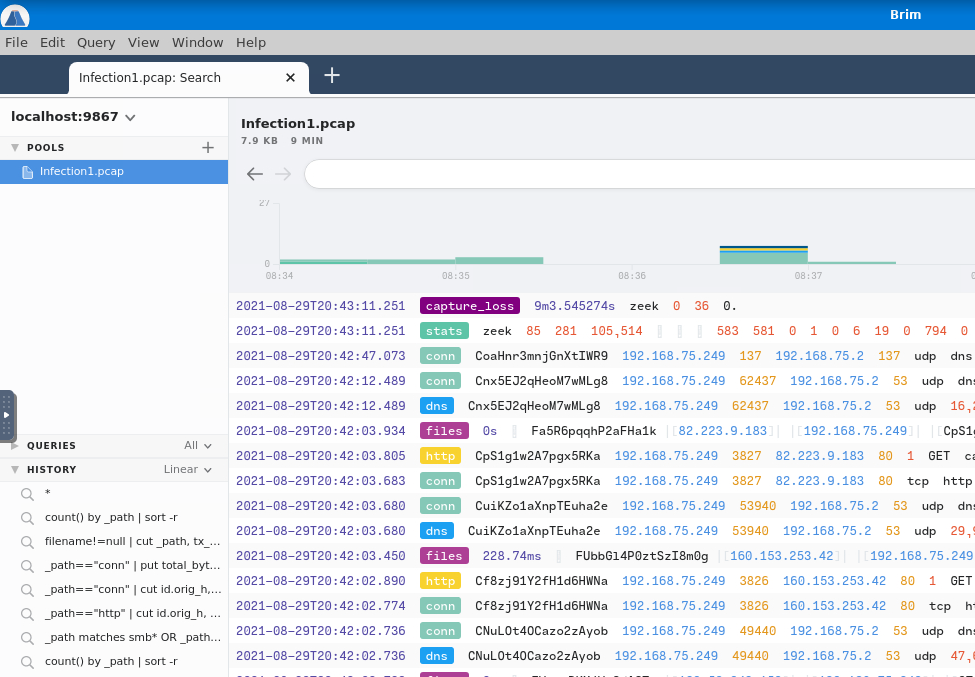 Brim
File Edit Query View Window Help
Infection1.pcap: Search
localhost:9867
POOLS
Infection1.pcap
QUERIES All
HISTORY Linear
*
count() by _path | sort -r
filename!=null | cut _path, tx_...
_path=="conn" | put total_byt...
_path=="conn" | cut id.orig_h,...
_path=="http" | cut id.orig_h, ...
_path matches smb* OR _path...
count() by _path | sort -r
Infection1.pcap
7.9 KB 9 MIN
27
0
08:34 08:35 08:36 08:37
2021-08-29T20:43:11.251 capture_loss 9m3.545274s zeek 0 36 0.
2021-08-29T20:43:11.251 stats zeek 85 281 105,514 583 581 0 1 0 6 19 0 794 0
2021-08-29T20:42:47.073 conn CoaHnr3mnjGnXtIWR9 192.168.75.249 137 192.168.75.2 137 udp dns
2021-08-29T20:42:12.489 conn Cnx5EJ2qHeoM7wMLg8 192.168.75.249 62437 192.168.75.2 53 udp dn
2021-08-29T20:42:12.489 dns Cnx5EJ2qHeoM7wMLg8 192.168.75.249 62437 192.168.75.2 53 udp 16,
2021-08-29T20:42:03.934 files 0s Fa5R6pqqhP2aFHa1k [82.223.9.183] [192.168.75.249] [CpS1g
2021-08-29T20:42:03.805 http CpS1g1w2A7pgx5RKa 192.168.75.249 3827 82.223.9.183 80 1 GET ca
2021-08-29T20:42:03.683 conn CpS1g1w2A7pgx5RKa 192.168.75.249 3827 82.223.9.183 80 tcp http
2021-08-29T20:42:03.680 conn CuiKZo1aXnpTEuha2e 192.168.75.249 53940 192.168.75.2 53 udp dn
2021-08-29T20:42:03.680 dns CuiKZo1aXnpTEuha2e 192.168.75.249 53940 192.168.75.2 53 udp 29,
2021-08-29T20:42:03.450 files 228.74ms FUbbGl4P0ztSzI8m0g [160.153.253.42] [192.168.75.249
2021-08-29T20:42:02.890 http Cf8zj91Y2fH1d6HWNa 192.168.75.249 3826 160.153.253.42 80 1 GET
2021-08-29T20:42:02.774 conn Cf8zj91Y2fH1d6HWNa 192.168.75.249 3826 160.153.253.42 80 tcp
2021-08-29T20:42:02.736 conn CNuLOt4OCazo2zAyob 192.168.75.249 49440 192.168.75.2 53 udp dn
2021-08-29T20:42:02.736 dns CNuLOt4OCazo2zAyob 192.168.75.249 49440 192.168.75.2 53 udp 47,